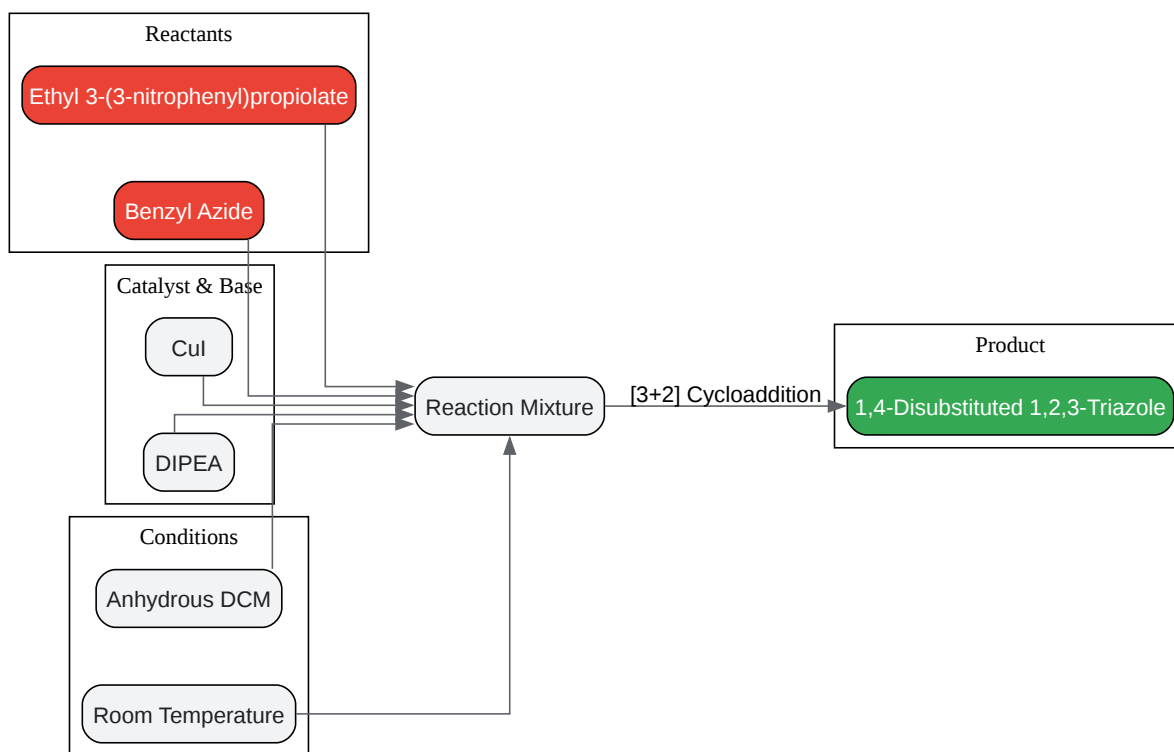 Reactants
Ethyl 3-(3-nitrophenyl)propiolate
Benzyl Azide
Catalyst & Base
CuI
DIPEA
Conditions
Anhydrous DCM
Room Temperature
Reaction Mixture
[3+2] Cycloaddition
Product
1,4-Disubstituted 1,2,3-Triazole